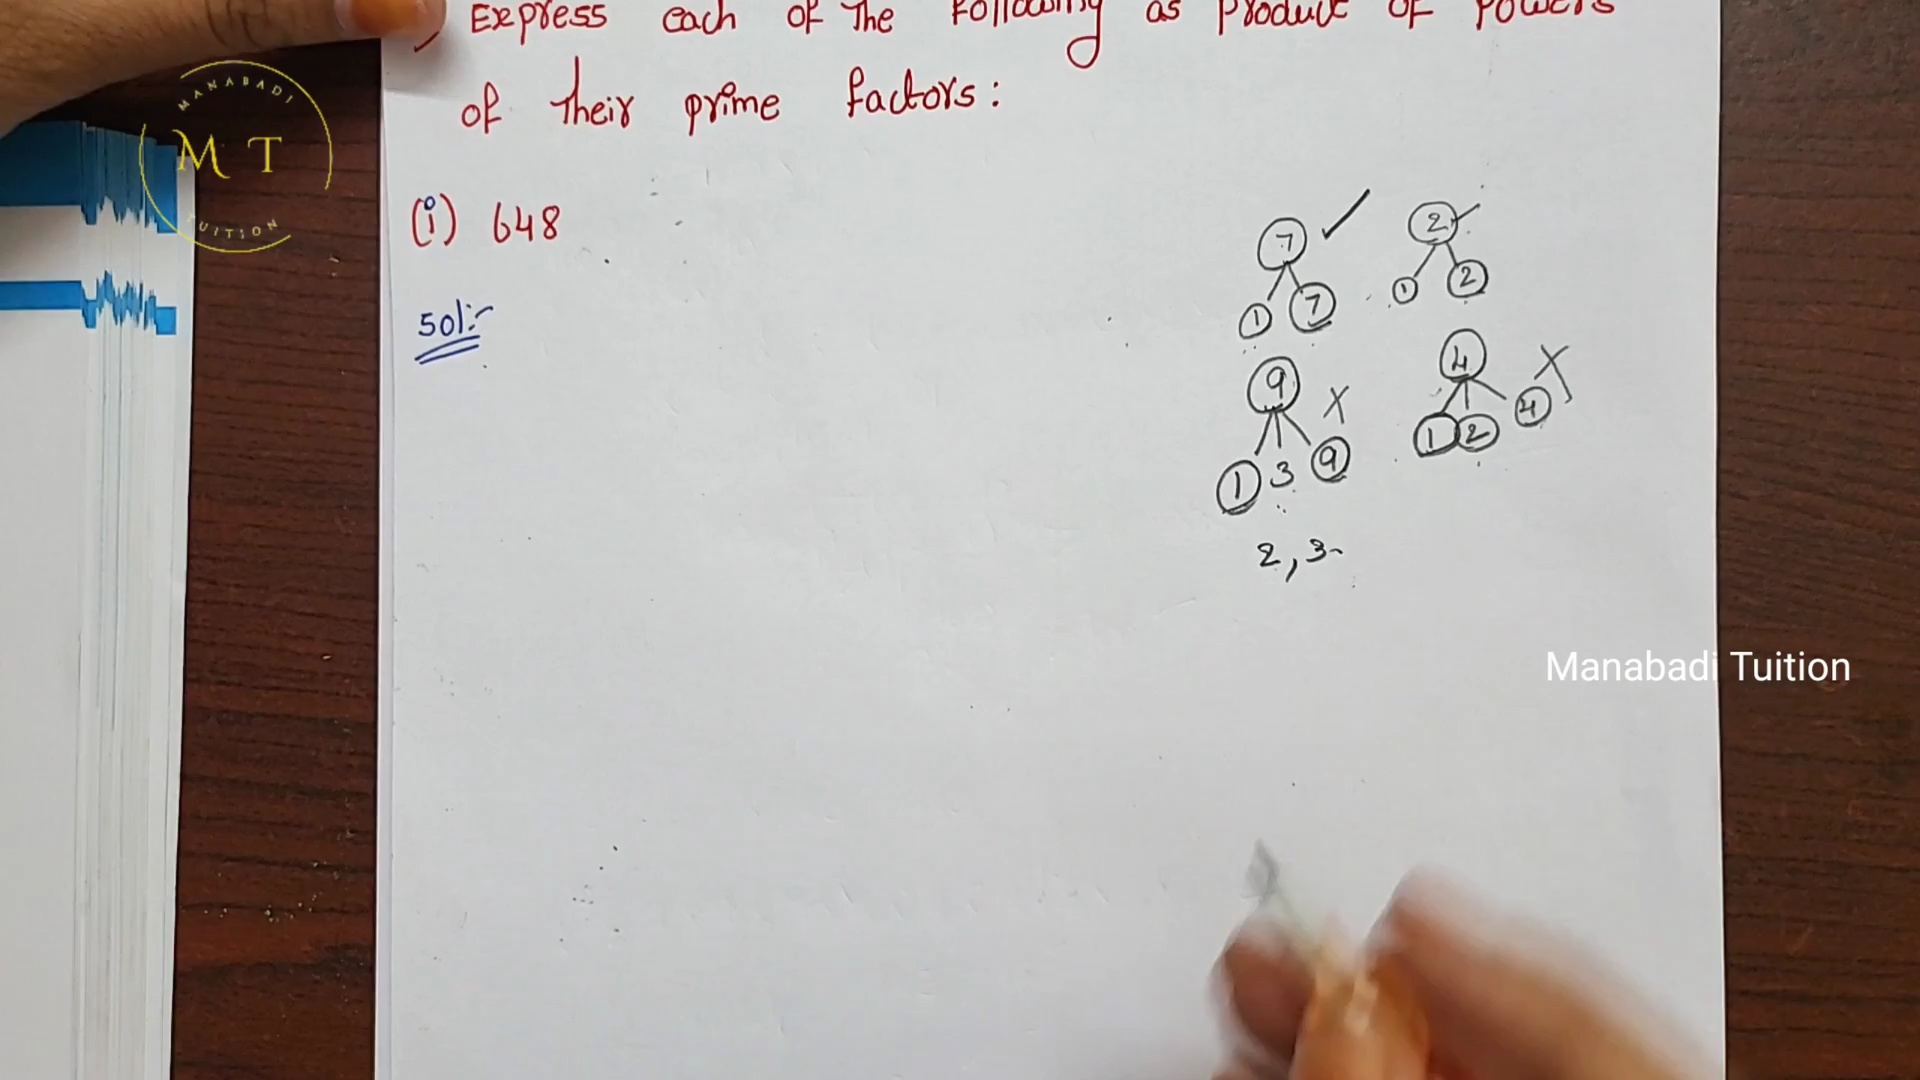 Express each of the following as product of powers
of their prime factors:
MANABADI
M T
TUITION
(i) 648
Sol:-
7 2
1 7 1 2
9 4
1 3 9 1 2 4
2, 3
Manabadi Tuition